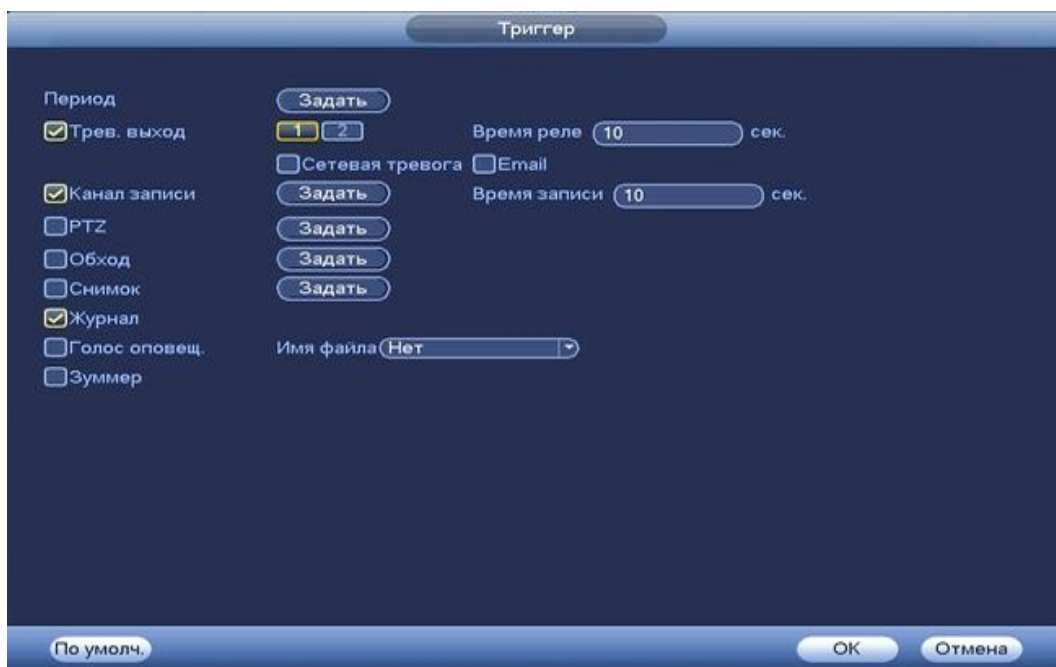 Триггер
Период Задать
Трев. выход 1 2 Время реле 10 сек.
Сетевая тревога Email
Канал записи Задать Время записи 10 сек.
PTZ Задать
Обход Задать
Снимок Задать
Журнал
Голос оповещ. Имя файла Нет
Зуммер
По умолч. OK Отмена